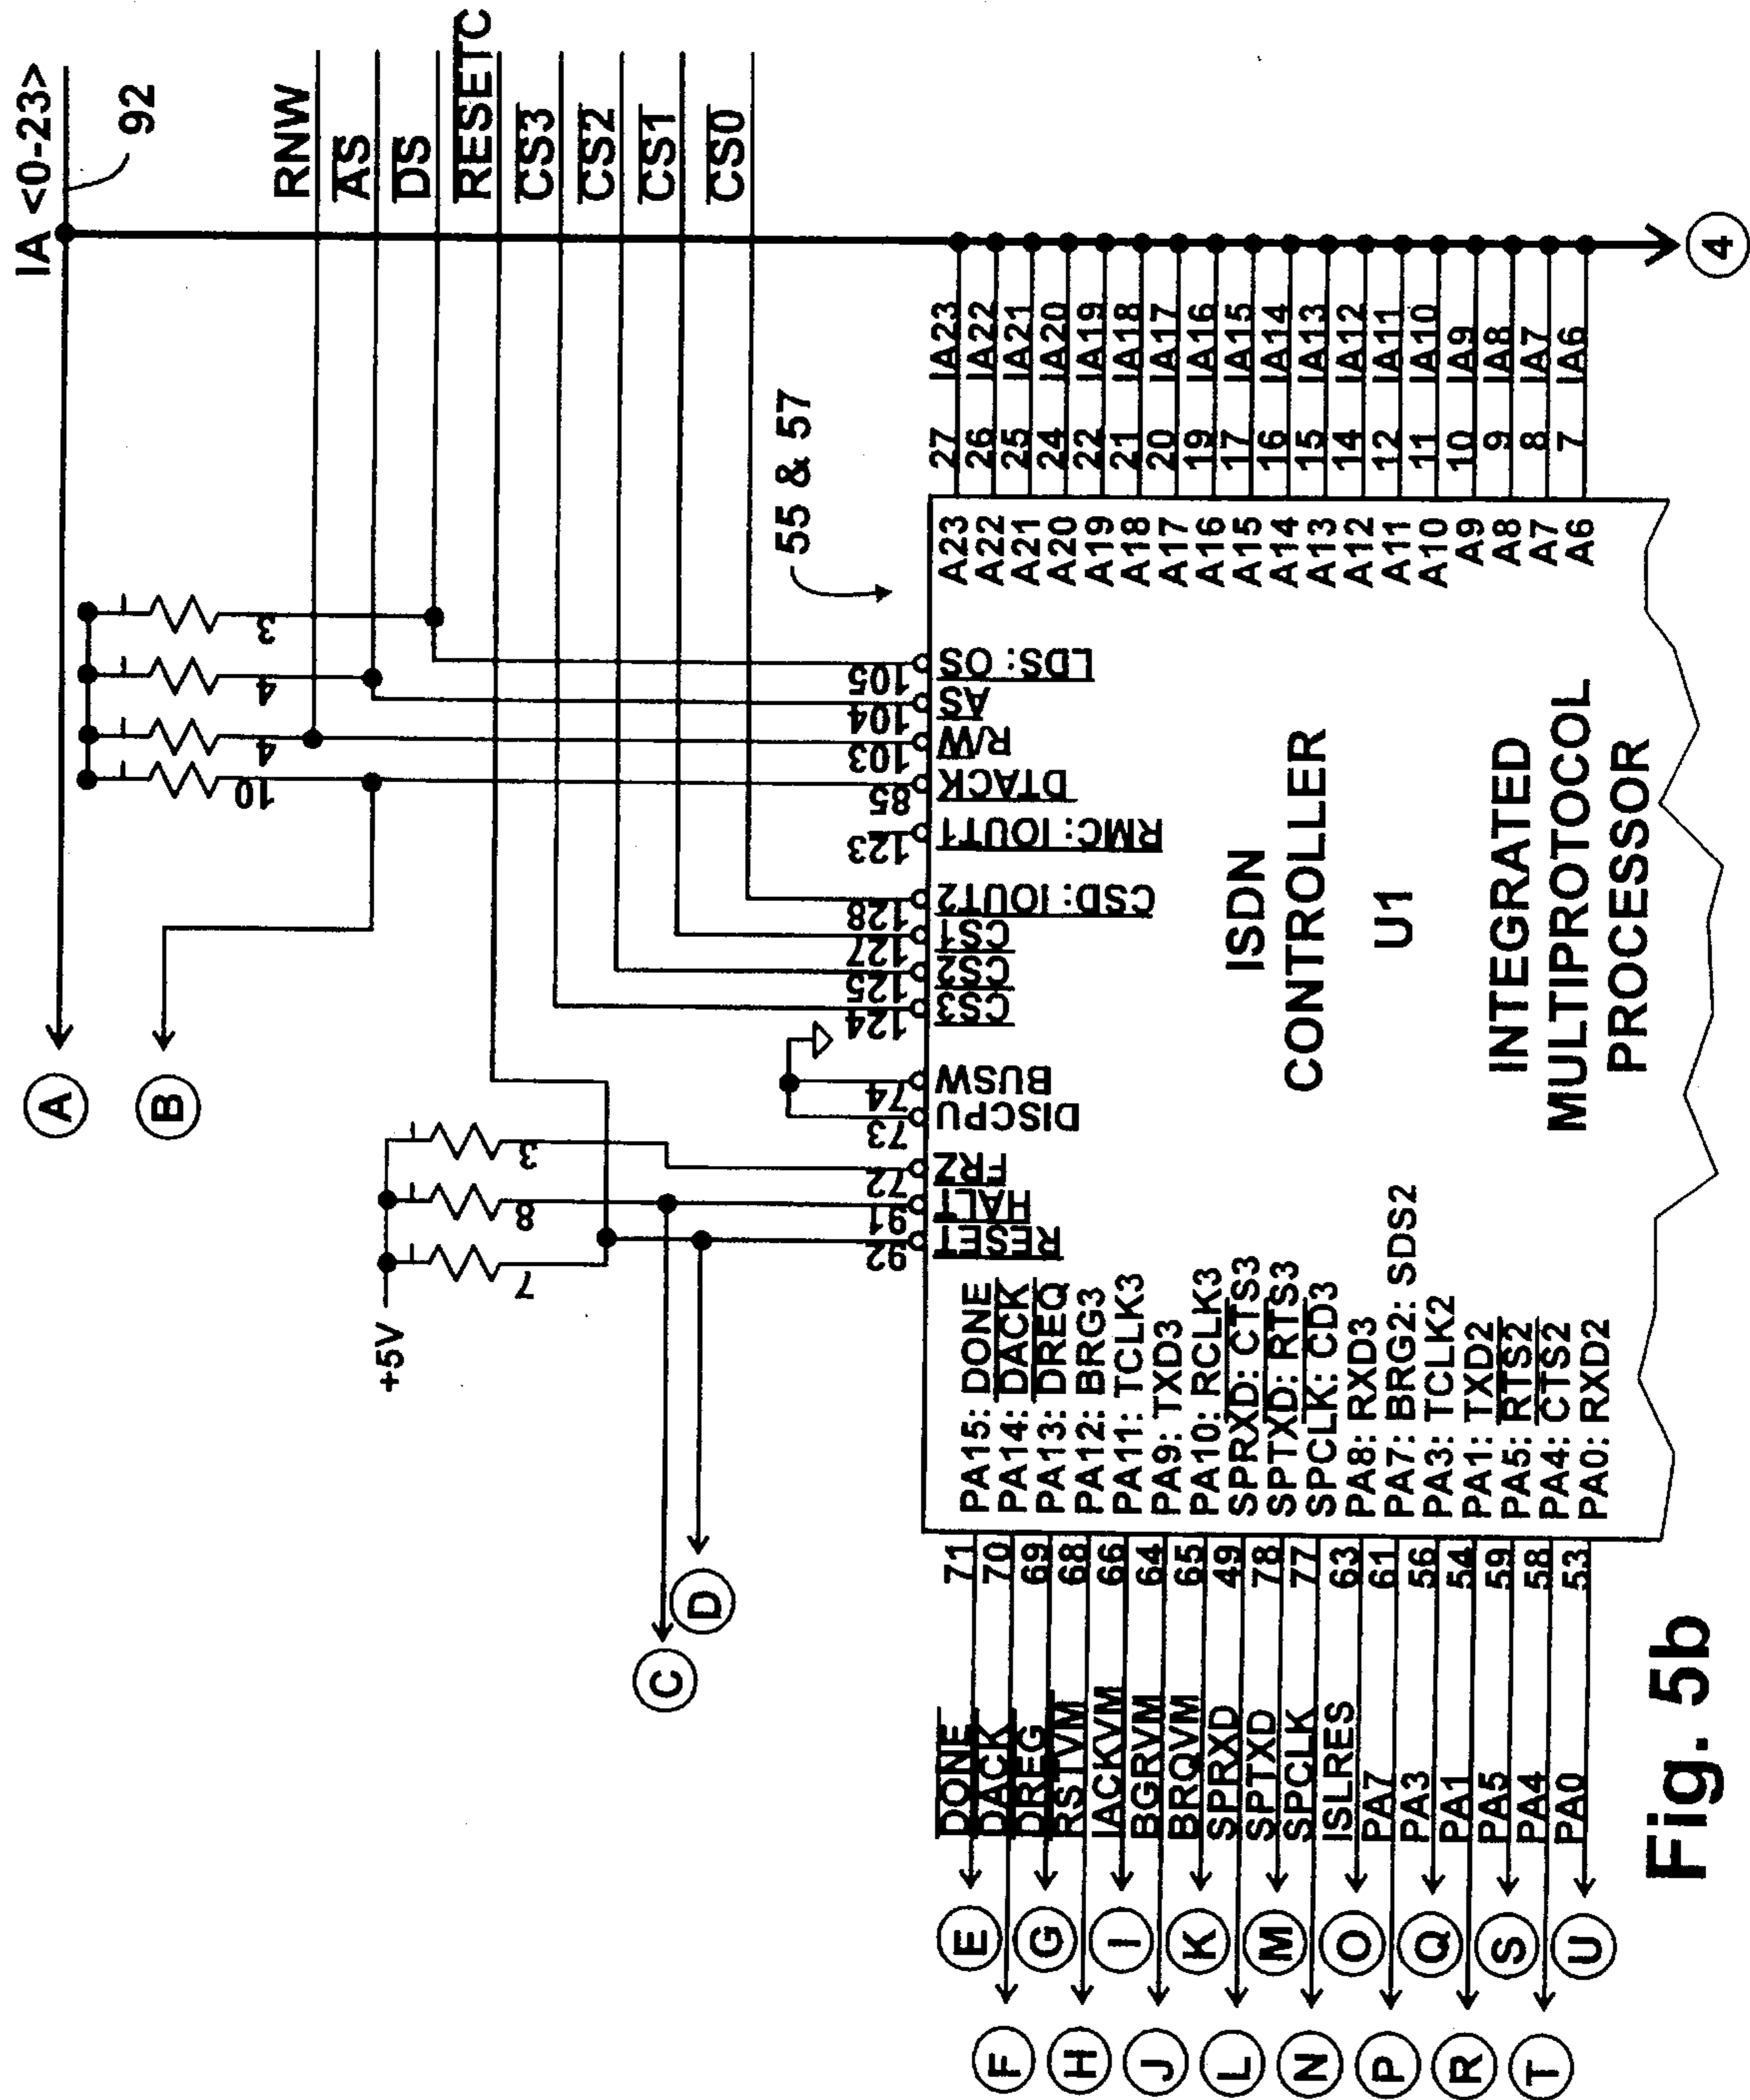 IA <0-23>
92
RNW
AS
DS
RESETC
CS3
CS2
CS1
CS0
A
B
+5V
7
8
3
10
4
4
3
C
D
55 & 57
92
91
72
73
74
124
125
127
128
123
85
103
104
105
RESET
HALT
FRZ
DISCPU
BUSW
CS3
CS2
CS1
CSD: IOUT2
RMC: IOUT1
DTACK
R/W
AS
LDS: OS
E DONE 71 PA15: DONE
F DACK 70 PA14: DACK
G DREG 69 PA13: DREQ
H RSTVM 68 PA12: BRG3
I IACKVM 66 PA11: TCLK3
J BGRVM 64 PA9: TXD3
K BRQVM 65 PA10: RCLK3
L SPRXD 49 SPRXD: CTS3
M SPTXD 78 SPTXD: RTS3
N SPCLK 77 SPCLK: CD3
O ISLRES 63 PA8: RXD3
P PA7 61 PA7: BRG2: SDS2
Q PA3 56 PA3: TCLK2
R PA1 54 PA1: TXD2
S PA5 59 PA5: RTS2
T PA4 58 PA4: CTS2
U PA0 53 PA0: RXD2
ISDN
CONTROLLER
U1
INTEGRATED
MULTIPROTOCOL
PROCESSOR
A23 27 IA23
A22 26 IA22
A21 25 IA21
A20 24 IA20
A19 22 IA19
A18 21 IA18
A17 20 IA17
A16 19 IA16
A15 17 IA15
A14 16 IA14
A13 15 IA13
A12 14 IA12
A11 12 IA11
A10 11 IA10
A9 10 IA9
A8 9 IA8
A7 8 IA7
A6 7 IA6
4
Fig. 5b